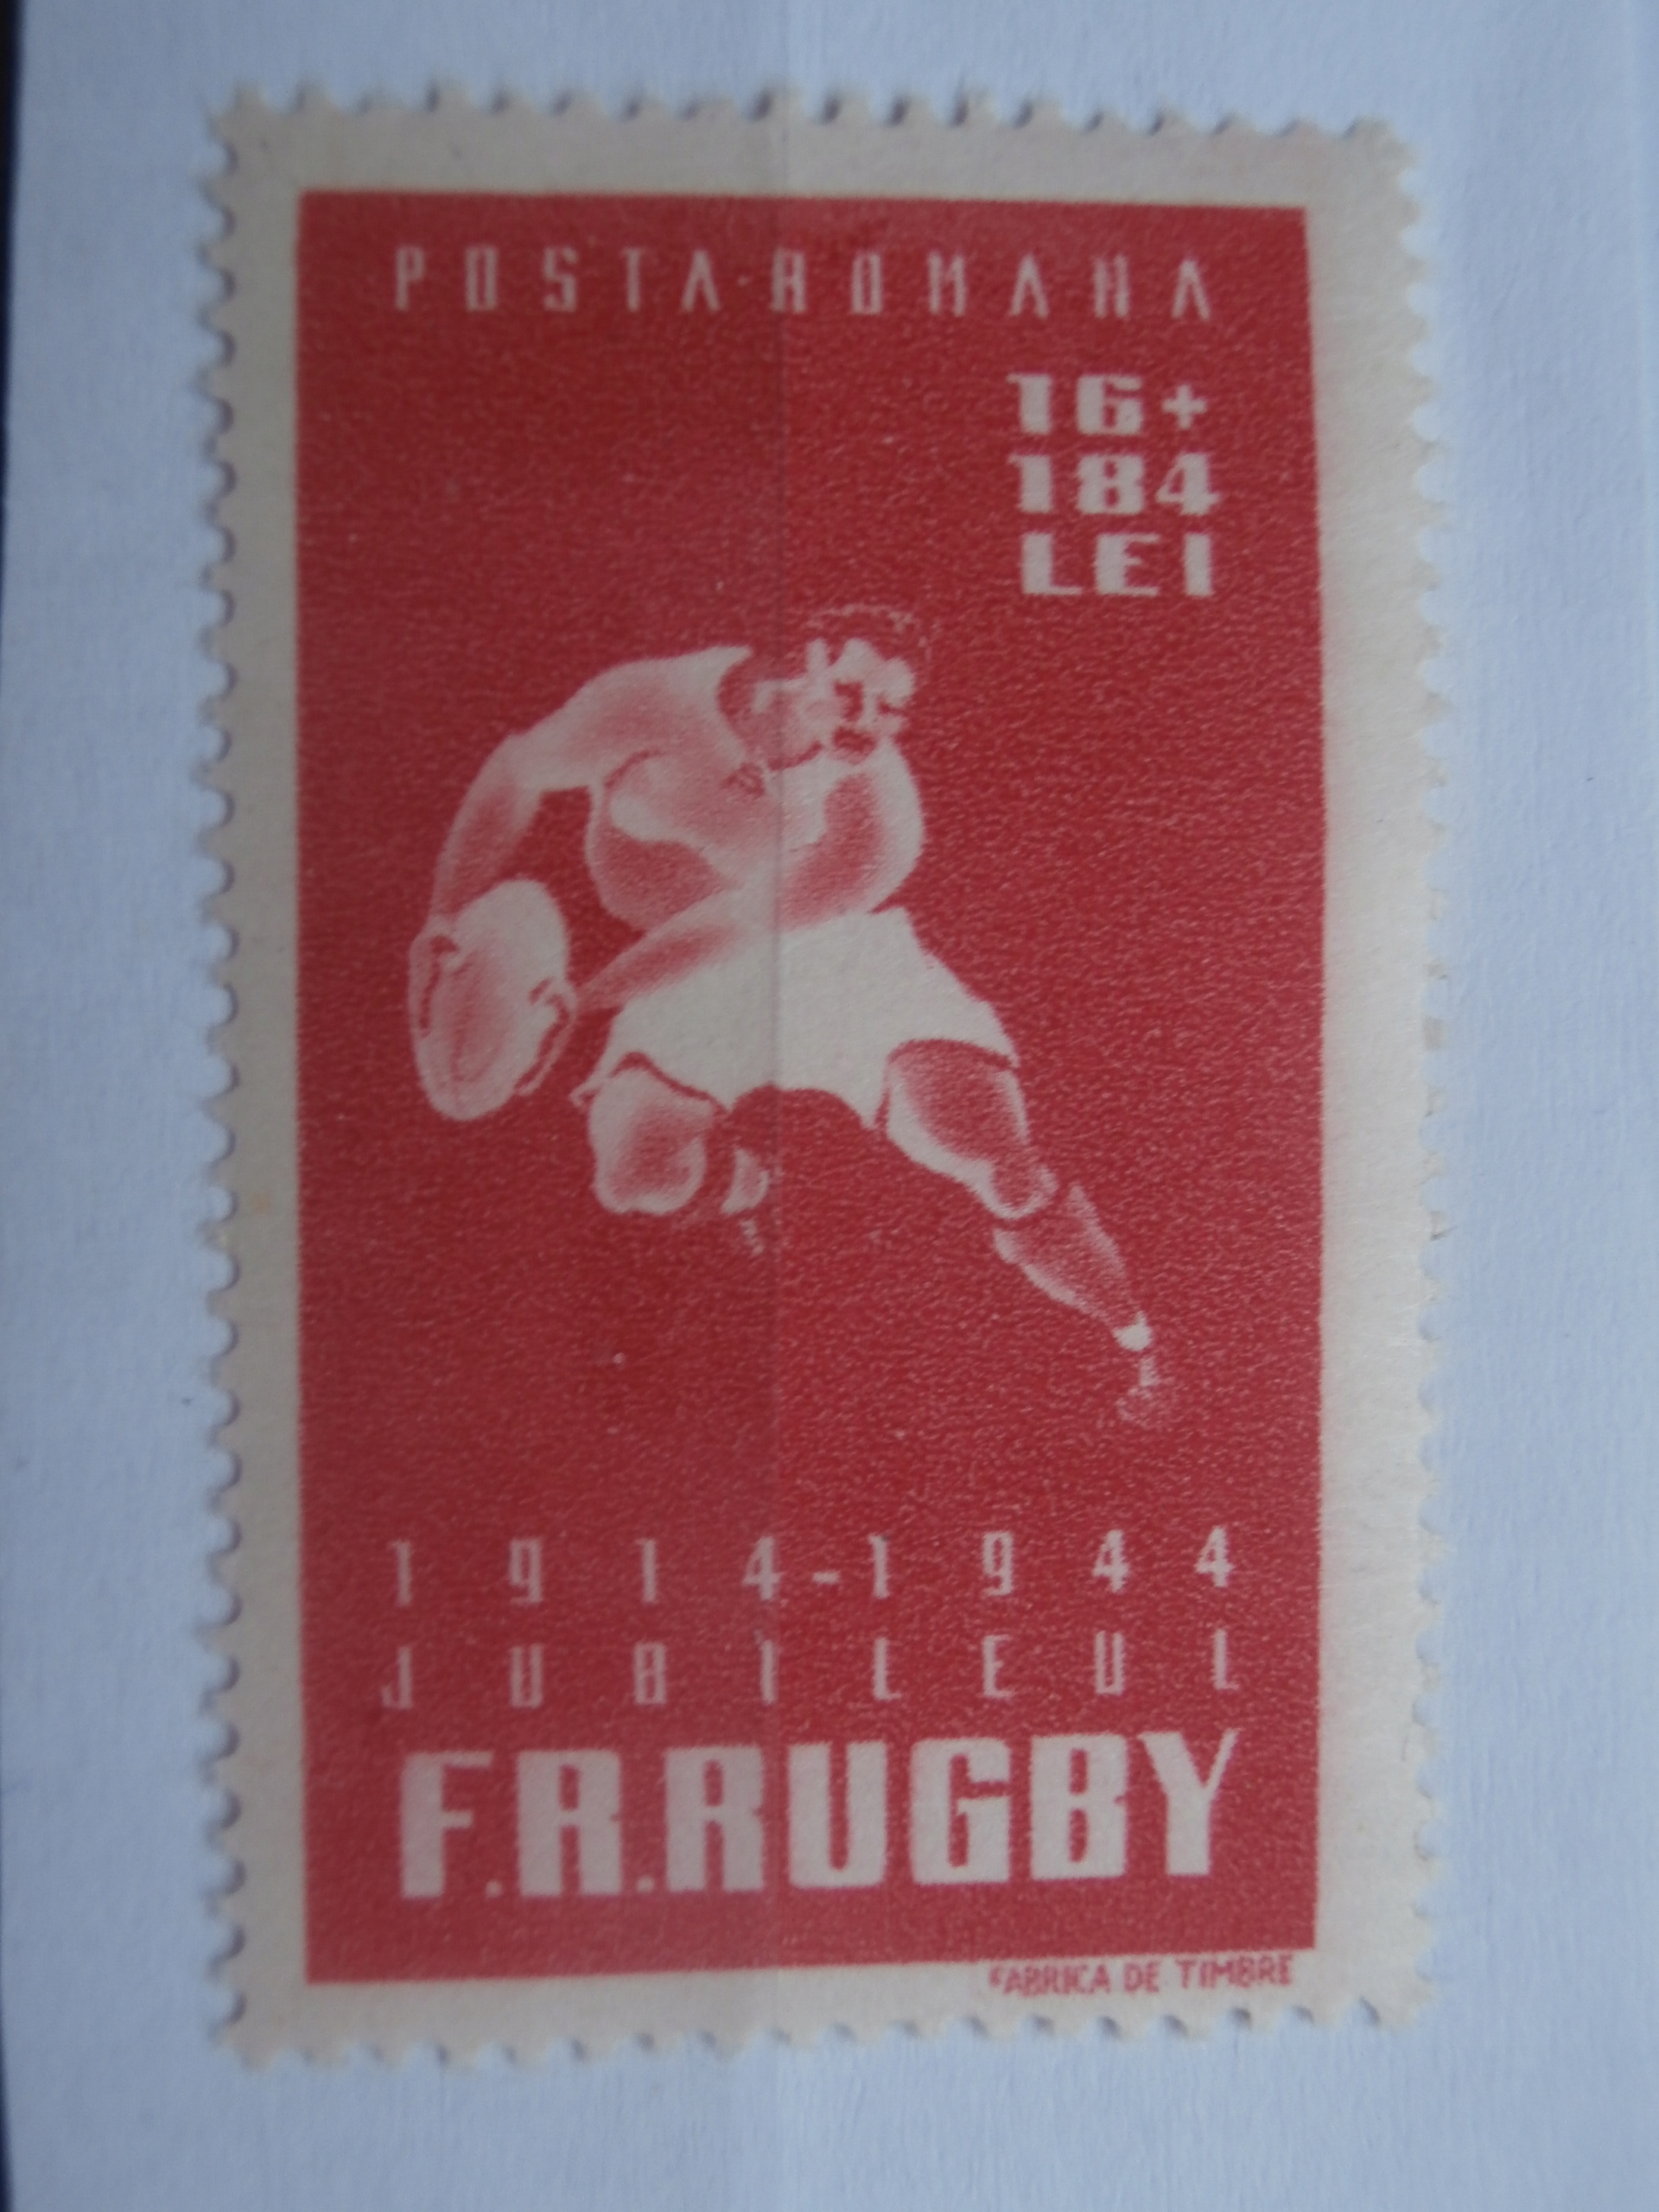 POSTA·ROMANA
16+
184
LEI
1914-1944
JUBILEUL
F.R.RUGBY
FABRICA DE TIMBRE